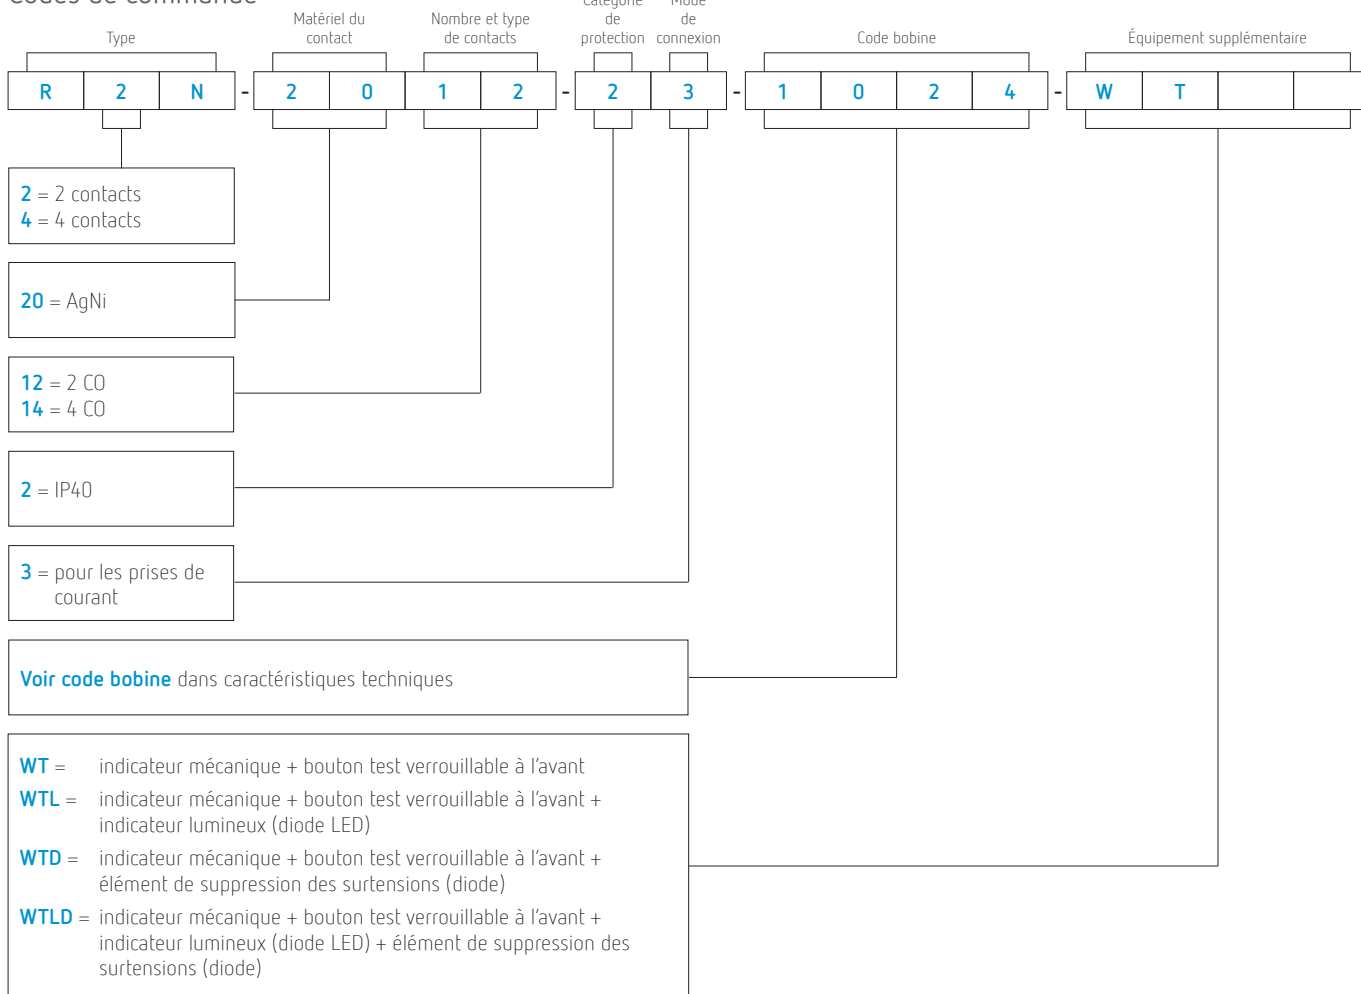 Codes de commande
Type
Matériel du
contact
Nombre et type
de contacts
Catégorie
de
protection
Mode
de
connexion
Code bobine
Équipement supplémentaire
R 2 N - 2 0 1 2 - 2 3 - 1 0 2 4 - W T
2 = 2 contacts
4 = 4 contacts
20 = AgNi
12 = 2 CO
14 = 4 CO
2 = IP40
3 = pour les prises de
courant
Voir code bobine dans caractéristiques techniques
WT = indicateur mécanique + bouton test verrouillable à l'avant
WTL = indicateur mécanique + bouton test verrouillable à l'avant +
indicateur lumineux (diode LED)
WTD = indicateur mécanique + bouton test verrouillable à l'avant +
élément de suppression des surtensions (diode)
WTLD = indicateur mécanique + bouton test verrouillable à l'avant +
indicateur lumineux (diode LED) + élément de suppression des
surtensions (diode)